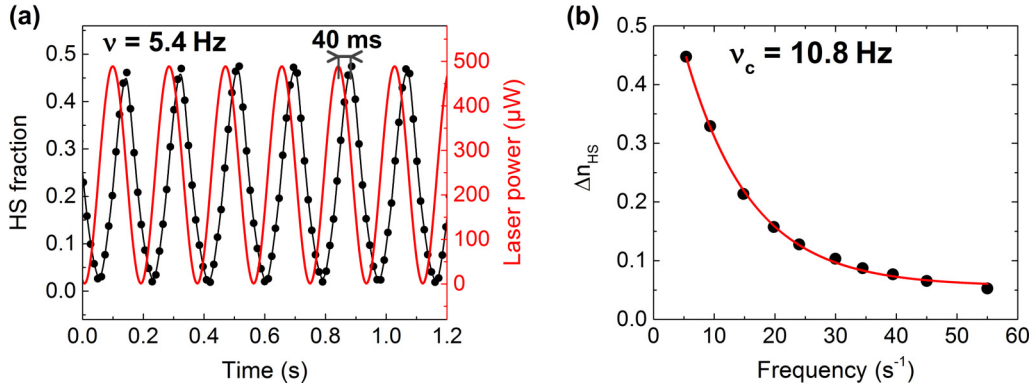 (a)
ν = 5.4 Hz
40 ms
HS fraction
0.5
0.4
0.3
0.2
0.1
0.0
0.0 0.2 0.4 0.6 0.8 1.0 1.2
Time (s)
500
400
300
200
100
0
Laser power (µW)
(b)
ν_c = 10.8 Hz
Δn_HS
0.5
0.4
0.3
0.2
0.1
0.0
0 10 20 30 40 50 60
Frequency (s⁻¹)